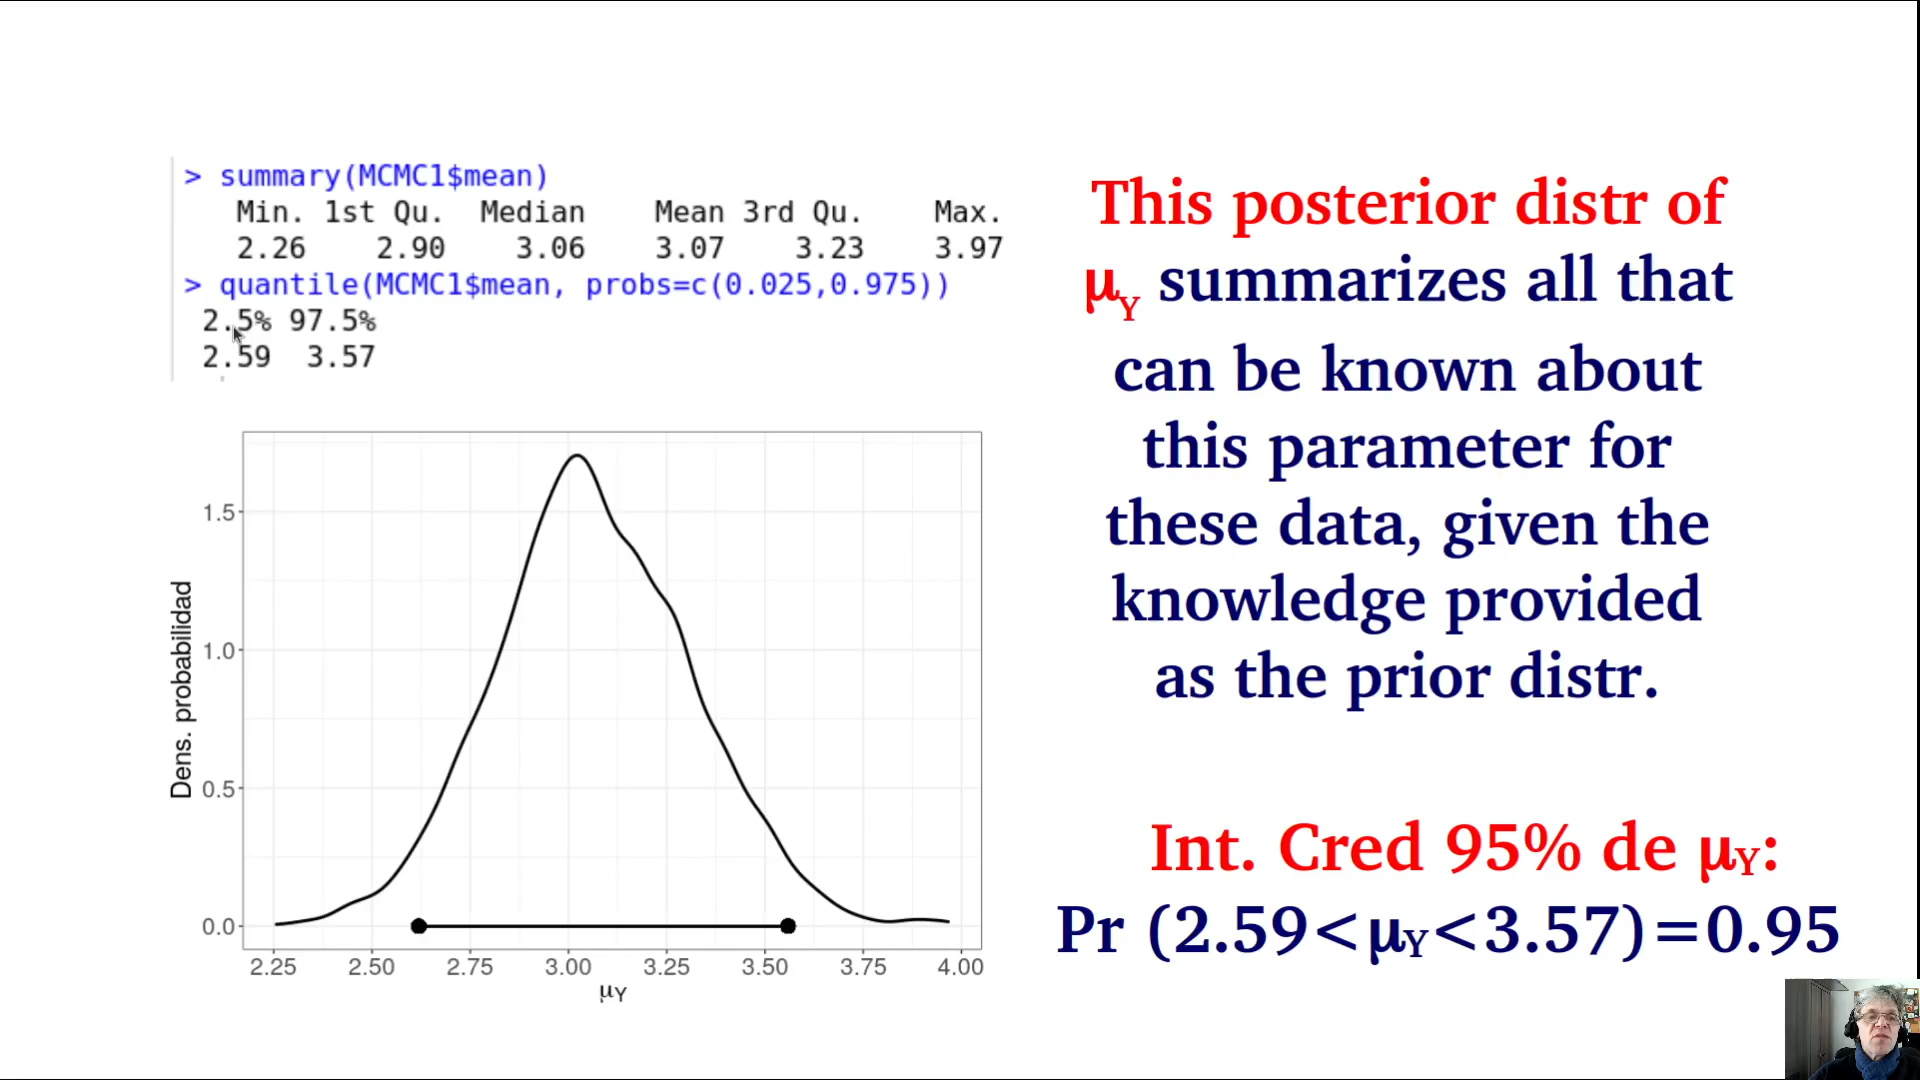 > summary(MCMC1$mean)
Min. 1st Qu. Median Mean 3rd Qu. Max.
2.26 2.90 3.06 3.07 3.23 3.97
> quantile(MCMC1$mean, probs=c(0.025,0.975))
2.5% 97.5%
2.59 3.57
Dens. probabilidad
1.5
1.0
0.5
0.0
2.25 2.50 2.75 3.00 3.25 3.50 3.75 4.00
μY
This posterior distr of
μY summarizes all that
can be known about
this parameter for
these data, given the
knowledge provided
as the prior distr.
Int. Cred 95% de μY:
Pr (2.59<μY<3.57)=0.95